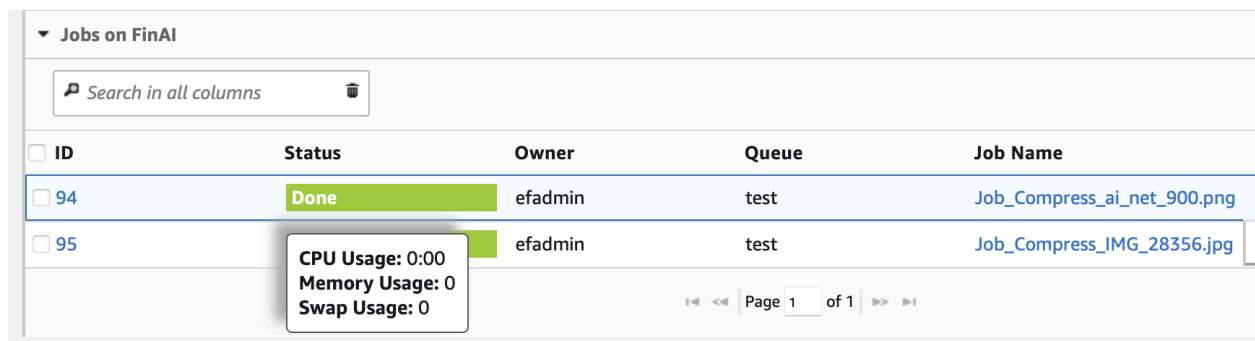 Jobs on FinAI
Search in all columns
ID Status Owner Queue Job Name
94 Done efadmin test Job_Compress_ai_net_900.png
95 efadmin test Job_Compress_IMG_28356.jpg
CPU Usage: 0:00
Memory Usage: 0
Swap Usage: 0
Page 1 of 1